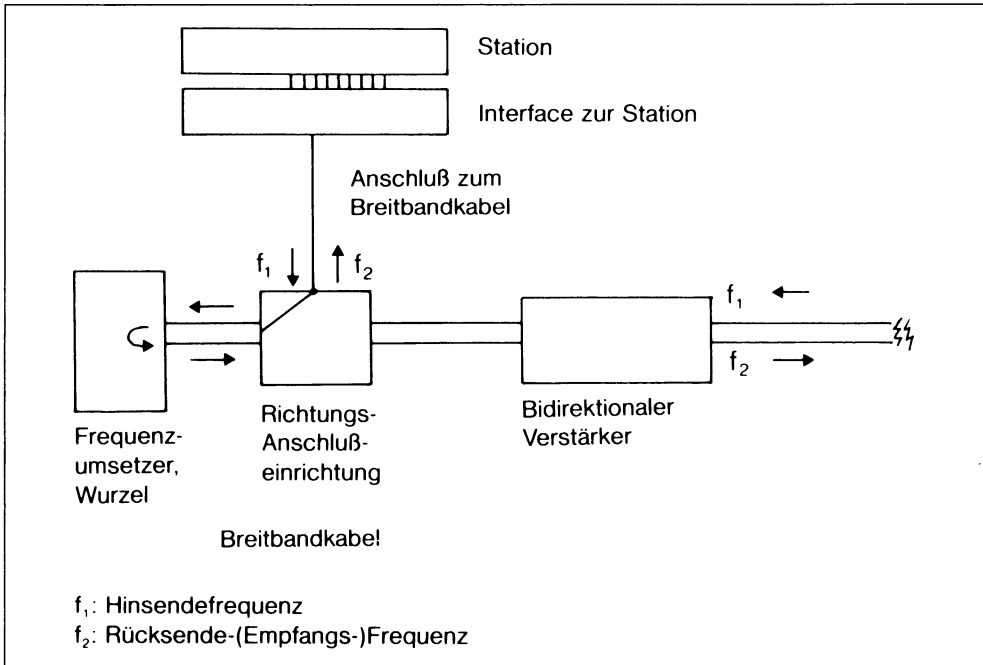 Station
Interface zur Station
Anschluß zum
Breitbandkabel
f₁
f₂
f₁
f₂
Frequenz-
umsetzer,
Wurzel
Richtungs-
Anschluß-
einrichtung
Bidirektionaler
Verstärker
Breitbandkabel
f₁: Hinsendefrequenz
f₂: Rücksende-(Empfangs-)Frequenz